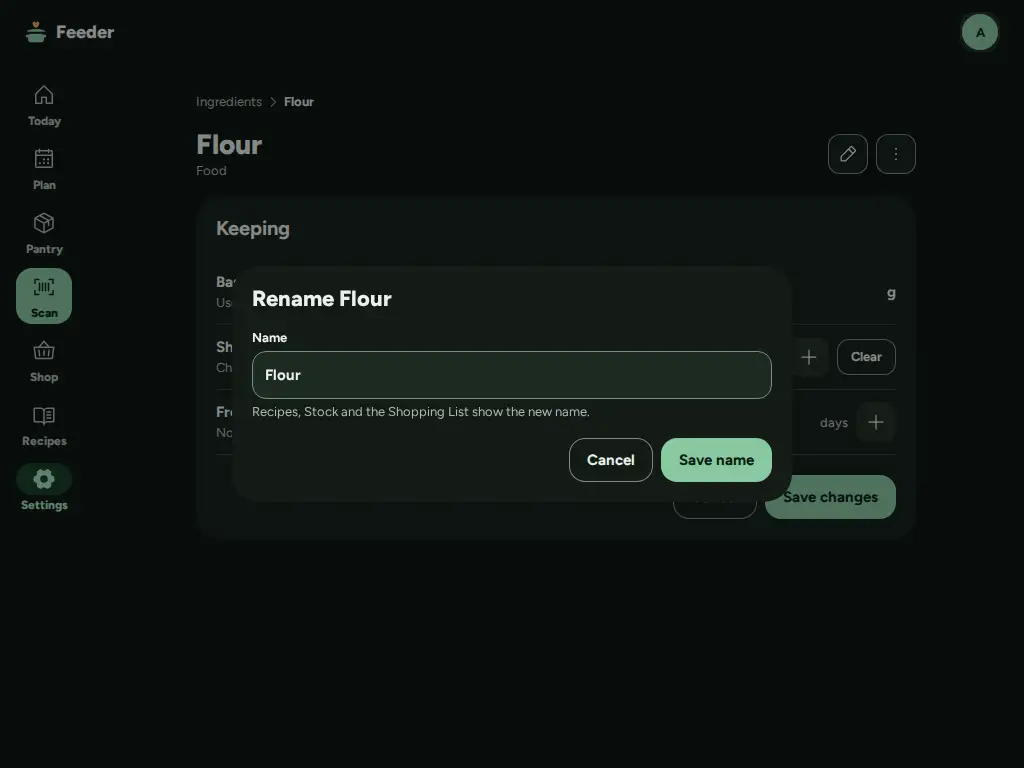 Feeder
A
Today
Plan
Pantry
Scan
Shop
Recipes
Settings
Ingredients > Flour
Flour
Food
Keeping
g
Clear
days
Save changes
Rename Flour
Name
Flour
Recipes, Stock and the Shopping List show the new name.
Cancel
Save name